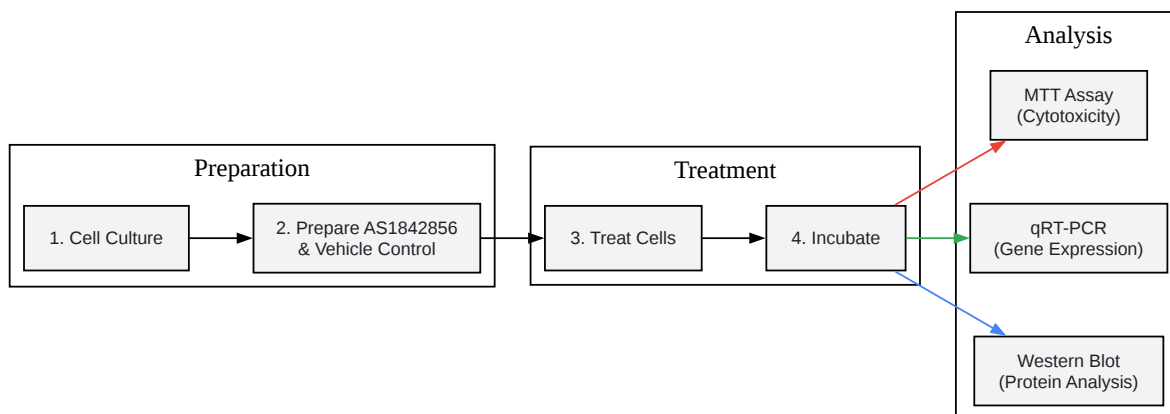 Preparation
1. Cell Culture
2. Prepare AS1842856
& Vehicle Control
Treatment
3. Treat Cells
4. Incubate
Analysis
MTT Assay
(Cytotoxicity)
qRT-PCR
(Gene Expression)
Western Blot
(Protein Analysis)